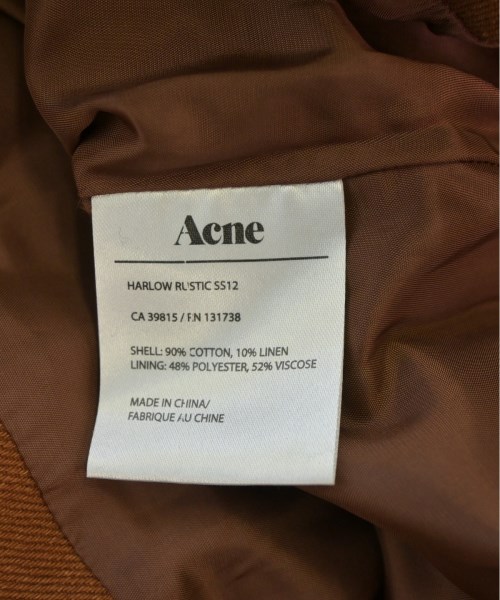 Acne
HARLOW RUSTIC SS12
CA 39815 / F.N 131738
SHELL: 90% COTTON, 10% LINEN
LINING: 48% POLYESTER, 52% VISCOSE
MADE IN CHINA/
FABRIQUE AU CHINE